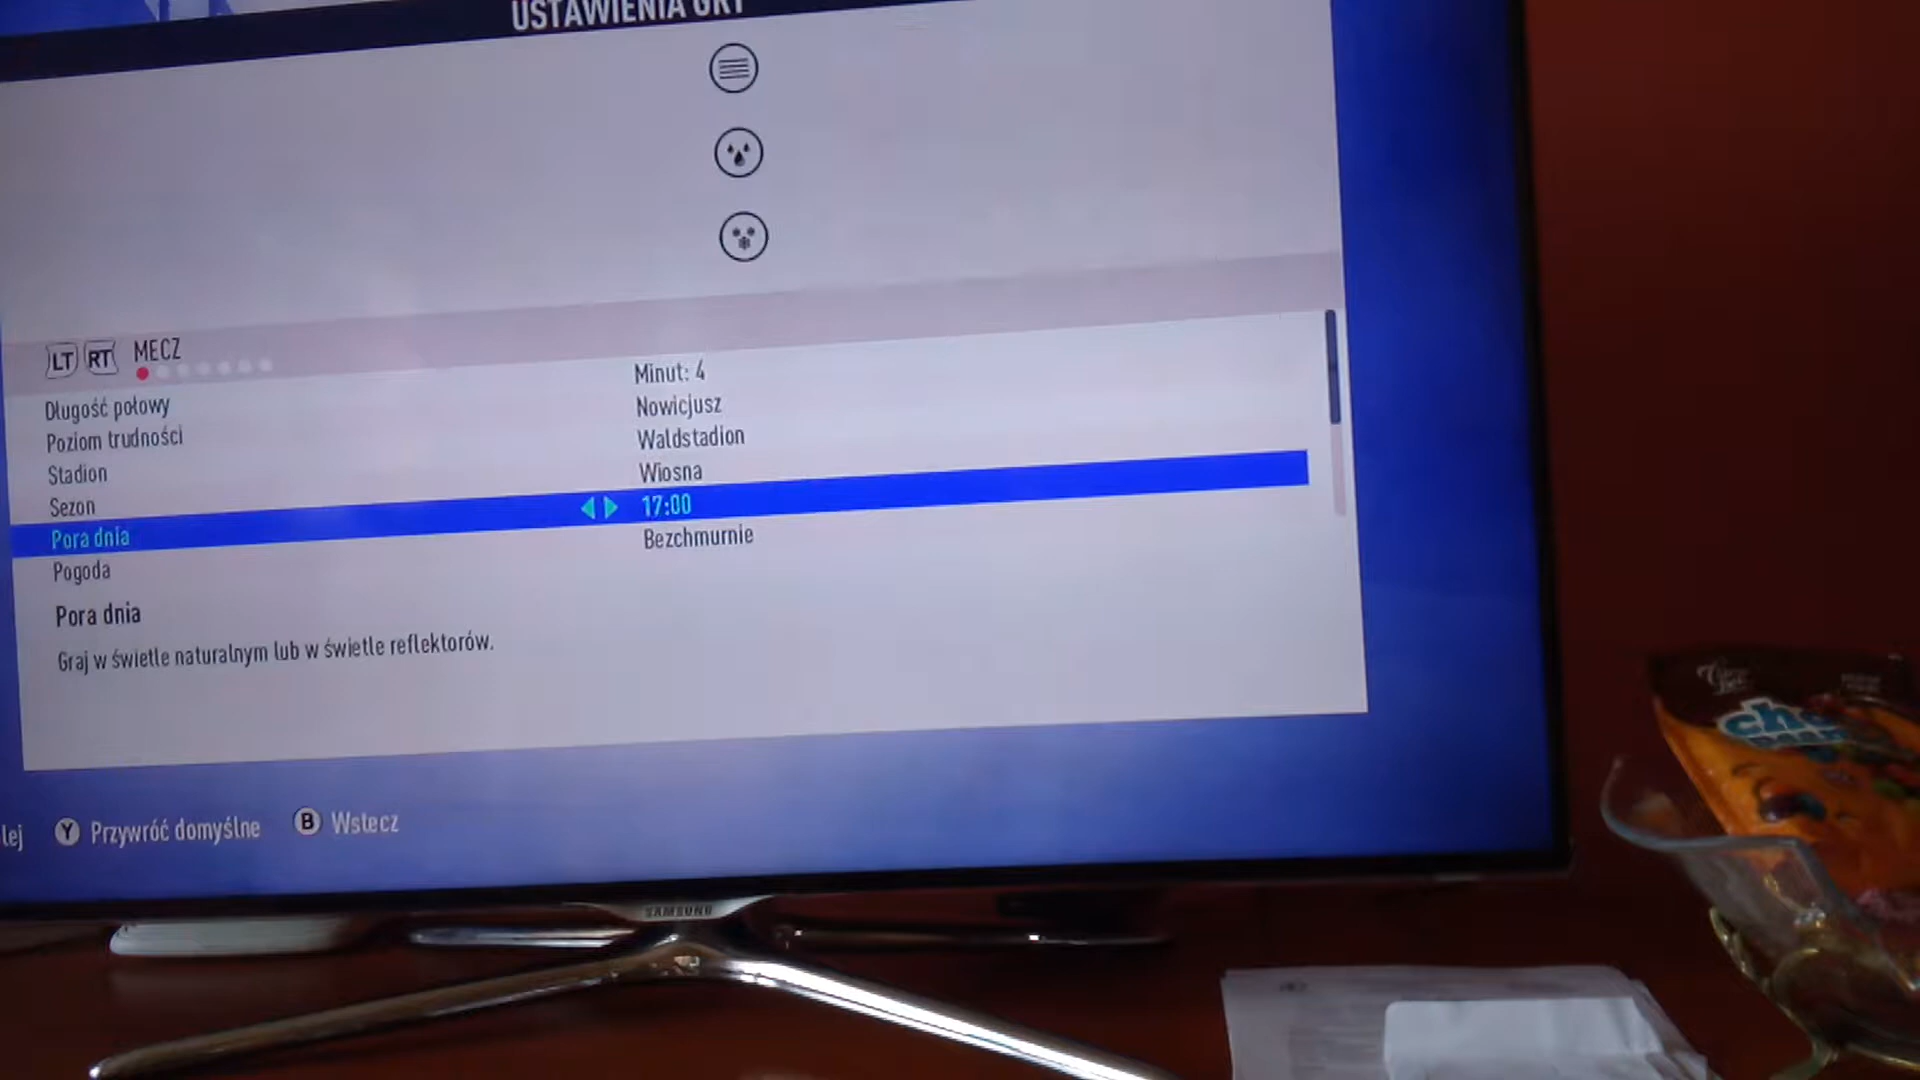 USTAWIENIA GRY
LT RT MECZ
Długość połowy Minut: 4
Poziom trudności Nowicjusz
Stadion Waldstadion
Sezon Wiosna
Pora dnia 17:00
Pogoda Bezchmurnie
Pora dnia
Graj w świetle naturalnym lub w świetle reflektorów.
lej Y Przywróć domyślne B Wstecz
SAMSUNG